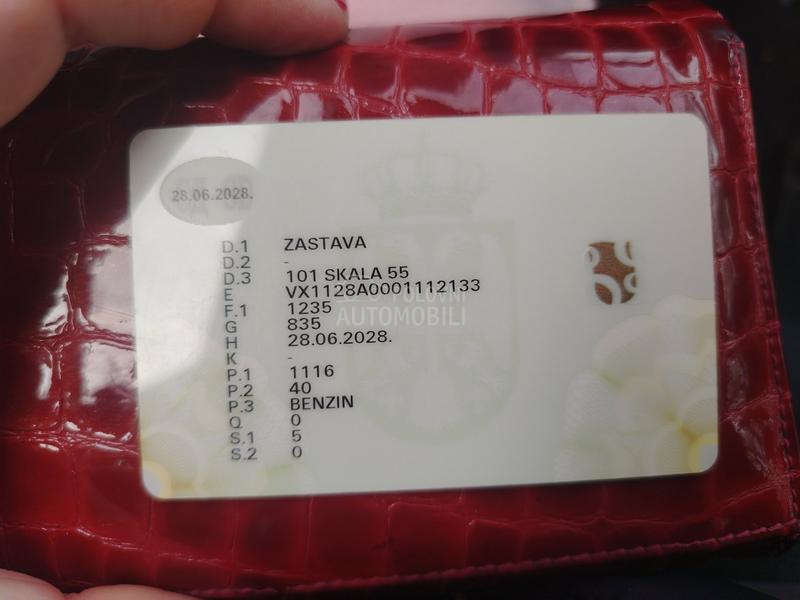 28.06.2028.
D.1 ZASTAVA
D.2 -
D.3 101 SKALA 55
E VX1128A0001112133
F.1 1235
G 835
H 28.06.2028.
K -
P.1 1116
P.2 40
P.3 BENZIN
Q 0
S.1 5
S.2 0
POLOVNI
AUTOMOBILI